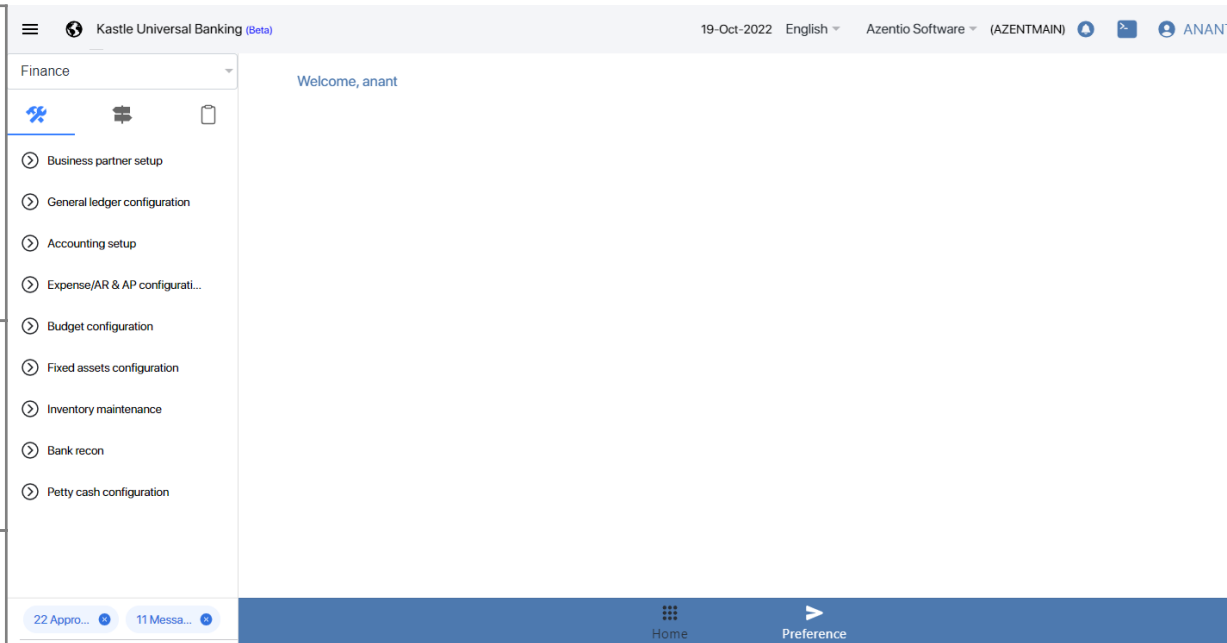 Kastle Universal Banking (Beta)
19-Oct-2022 English Azentio Software (AZENTMAIN) ANANT
Finance
Welcome, anant
Business partner setup
General ledger configuration
Accounting setup
Expense/AR & AP configurati...
Budget configuration
Fixed assets configuration
Inventory maintenance
Bank recon
Petty cash configuration
22 Appro... 11 Messa...
Home Preference